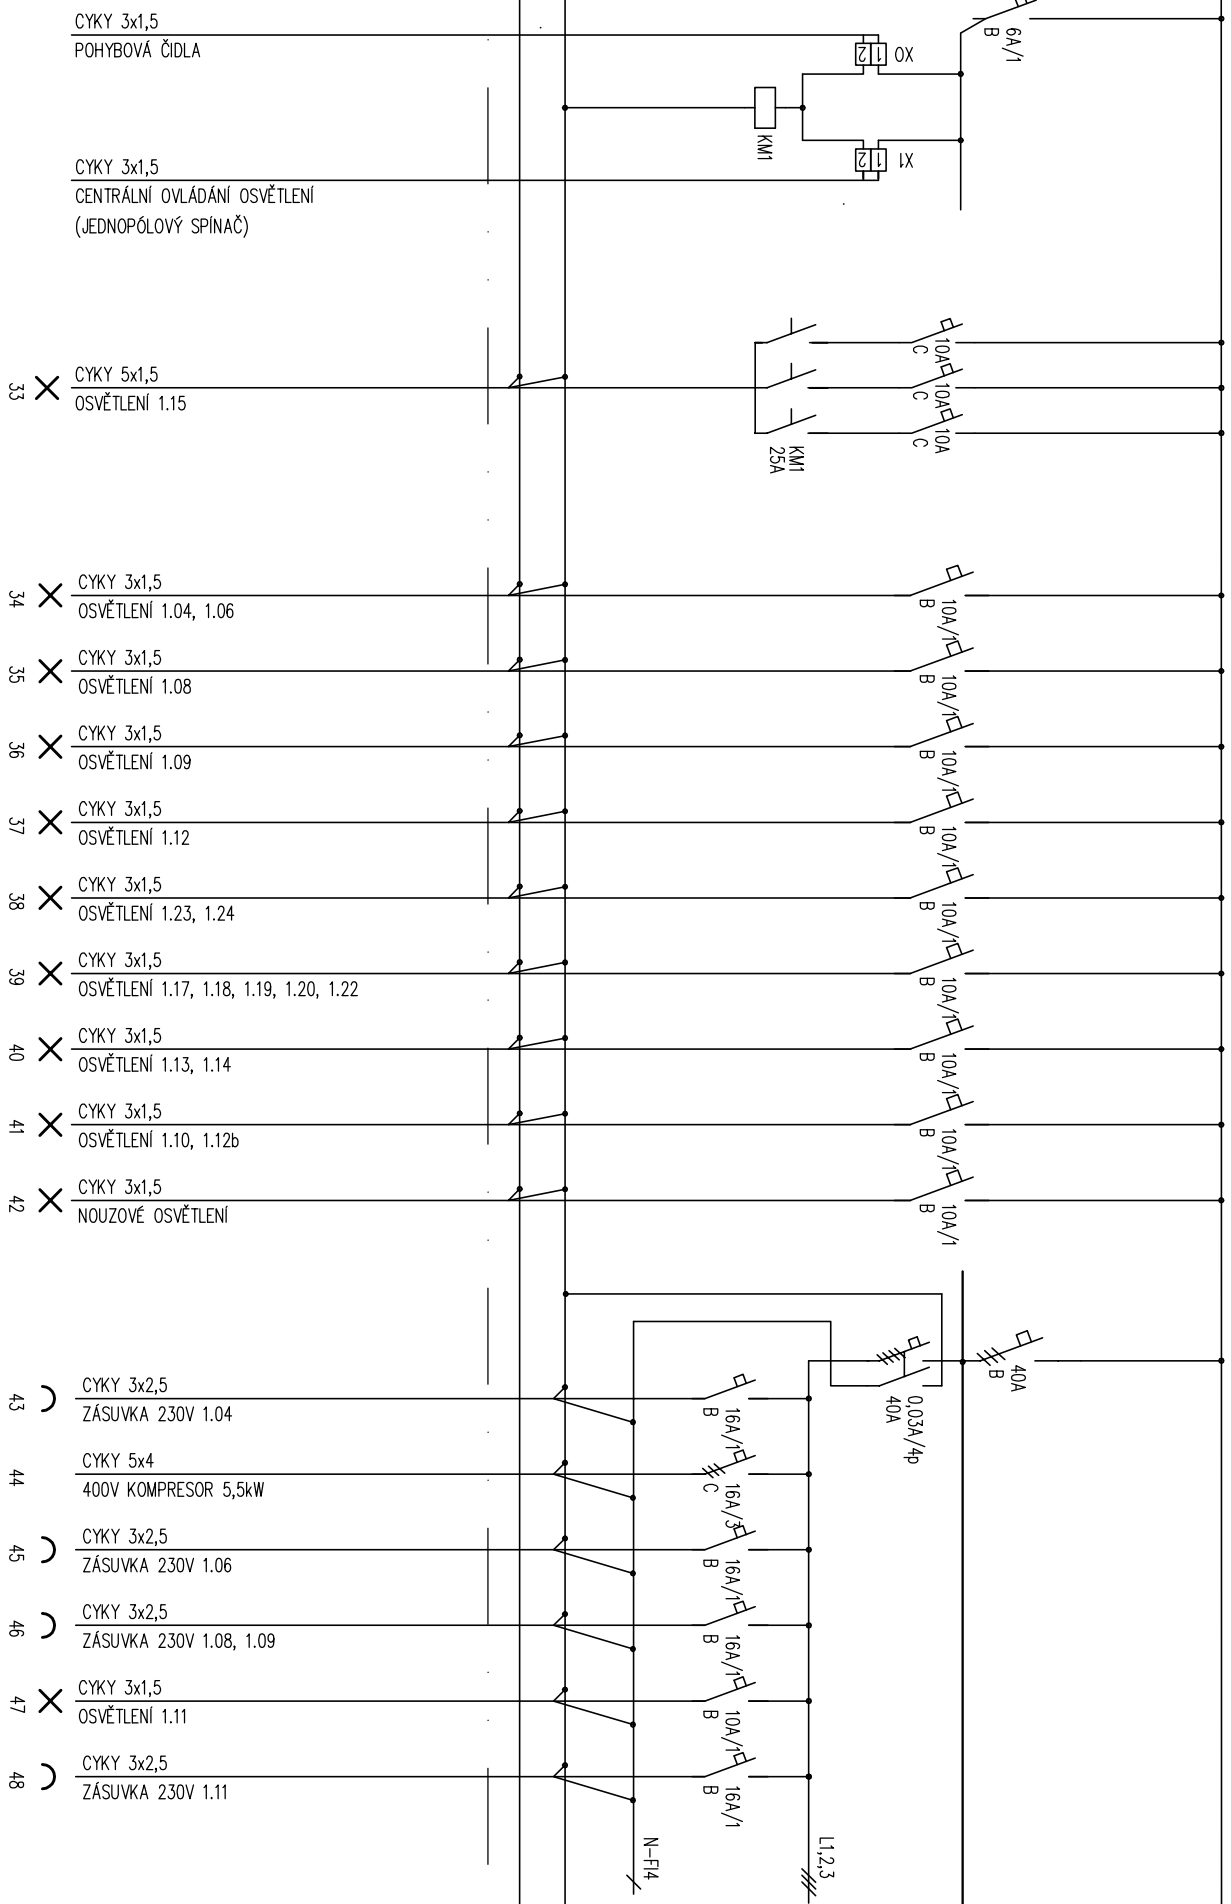 CYKY 3x1,5
POHYBOVÁ ČIDLA
6A/1
B
2 1 X0
KM1
2 1 X1
CYKY 3x1,5
CENTRÁLNÍ OVLÁDÁNÍ OSVĚTLENÍ
(JEDNOPÓLOVÝ SPÍNAČ)
10A
C
10A
C
10A
C
KM1
25A
33
CYKY 5x1,5
OSVĚTLENÍ 1.15
34
CYKY 3x1,5
OSVĚTLENÍ 1.04, 1.06
10A/1
B
35
CYKY 3x1,5
OSVĚTLENÍ 1.08
10A/1
B
36
CYKY 3x1,5
OSVĚTLENÍ 1.09
10A/1
B
37
CYKY 3x1,5
OSVĚTLENÍ 1.12
10A/1
B
38
CYKY 3x1,5
OSVĚTLENÍ 1.23, 1.24
10A/1
B
39
CYKY 3x1,5
OSVĚTLENÍ 1.17, 1.18, 1.19, 1.20, 1.22
10A/1
B
40
CYKY 3x1,5
OSVĚTLENÍ 1.13, 1.14
10A/1
B
41
CYKY 3x1,5
OSVĚTLENÍ 1.10, 1.12b
10A/1
B
42
CYKY 3x1,5
NOUZOVÉ OSVĚTLENÍ
10A/1
B
40A
B
0,03A/4p
40A
43
CYKY 3x2,5
ZÁSUVKA 230V 1.04
16A/1
B
44
CYKY 5x4
400V KOMPRESOR 5,5kW
16A/3
C
45
CYKY 3x2,5
ZÁSUVKA 230V 1.06
16A/1
B
46
CYKY 3x2,5
ZÁSUVKA 230V 1.08, 1.09
16A/1
B
47
CYKY 3x1,5
OSVĚTLENÍ 1.11
10A/1
B
48
CYKY 3x2,5
ZÁSUVKA 230V 1.11
16A/1
B
N-FI4
L1,2,3